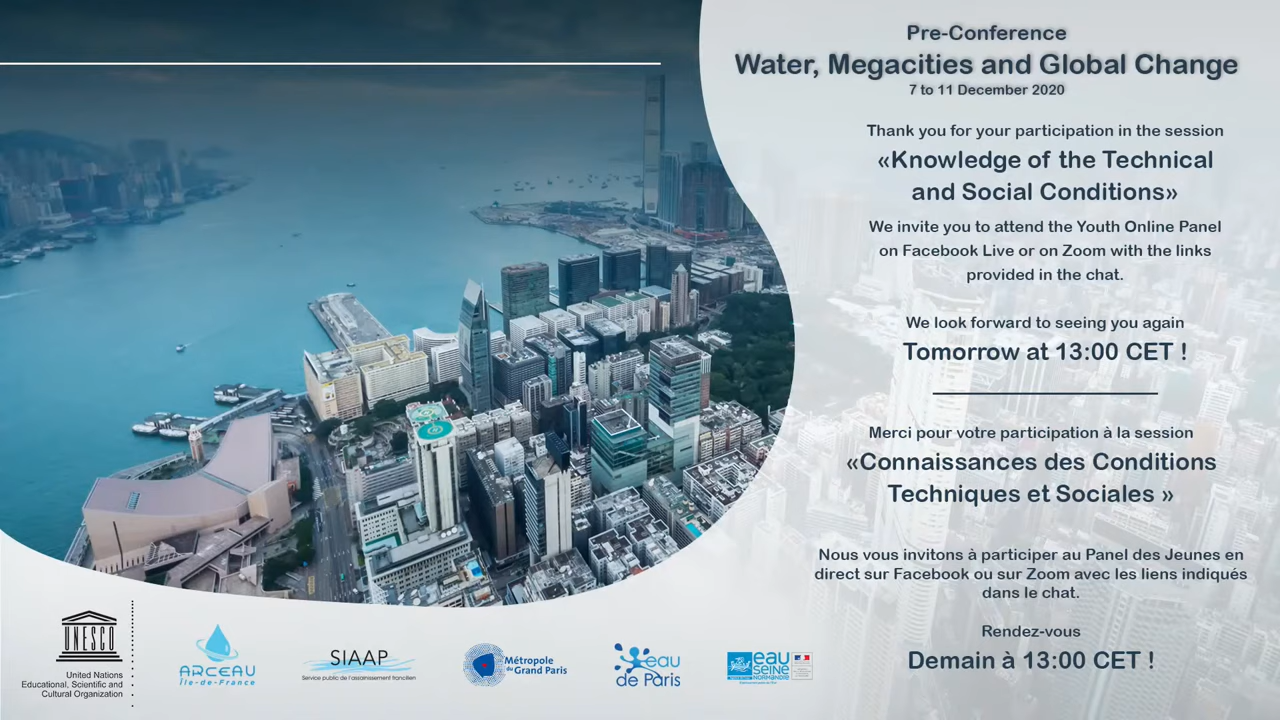 Pre-Conference
Water, Megacities and Global Change
7 to 11 December 2020
Thank you for your participation in the session
«Knowledge of the Technical
and Social Conditions»
We invite you to attend the Youth Online Panel
on Facebook Live or on Zoom with the links
provided in the chat.
We look forward to seeing you again
Tomorrow at 13:00 CET !
Merci pour votre participation à la session
«Connaissances des Conditions
Techniques et Sociales »
Nous vous invitons à participer au Panel des Jeunes en
direct sur Facebook ou sur Zoom avec les liens indiqués
dans le chat.
Rendez-vous
Demain à 13:00 CET !
UNESCO
United Nations
Educational, Scientific and
Cultural Organization
ARCEAU
Île-de-France
SIAAP
Service public de l'assainissement francilien
Métropole
du Grand Paris
eau
de Paris
eau
SEINE
NORMANDIE